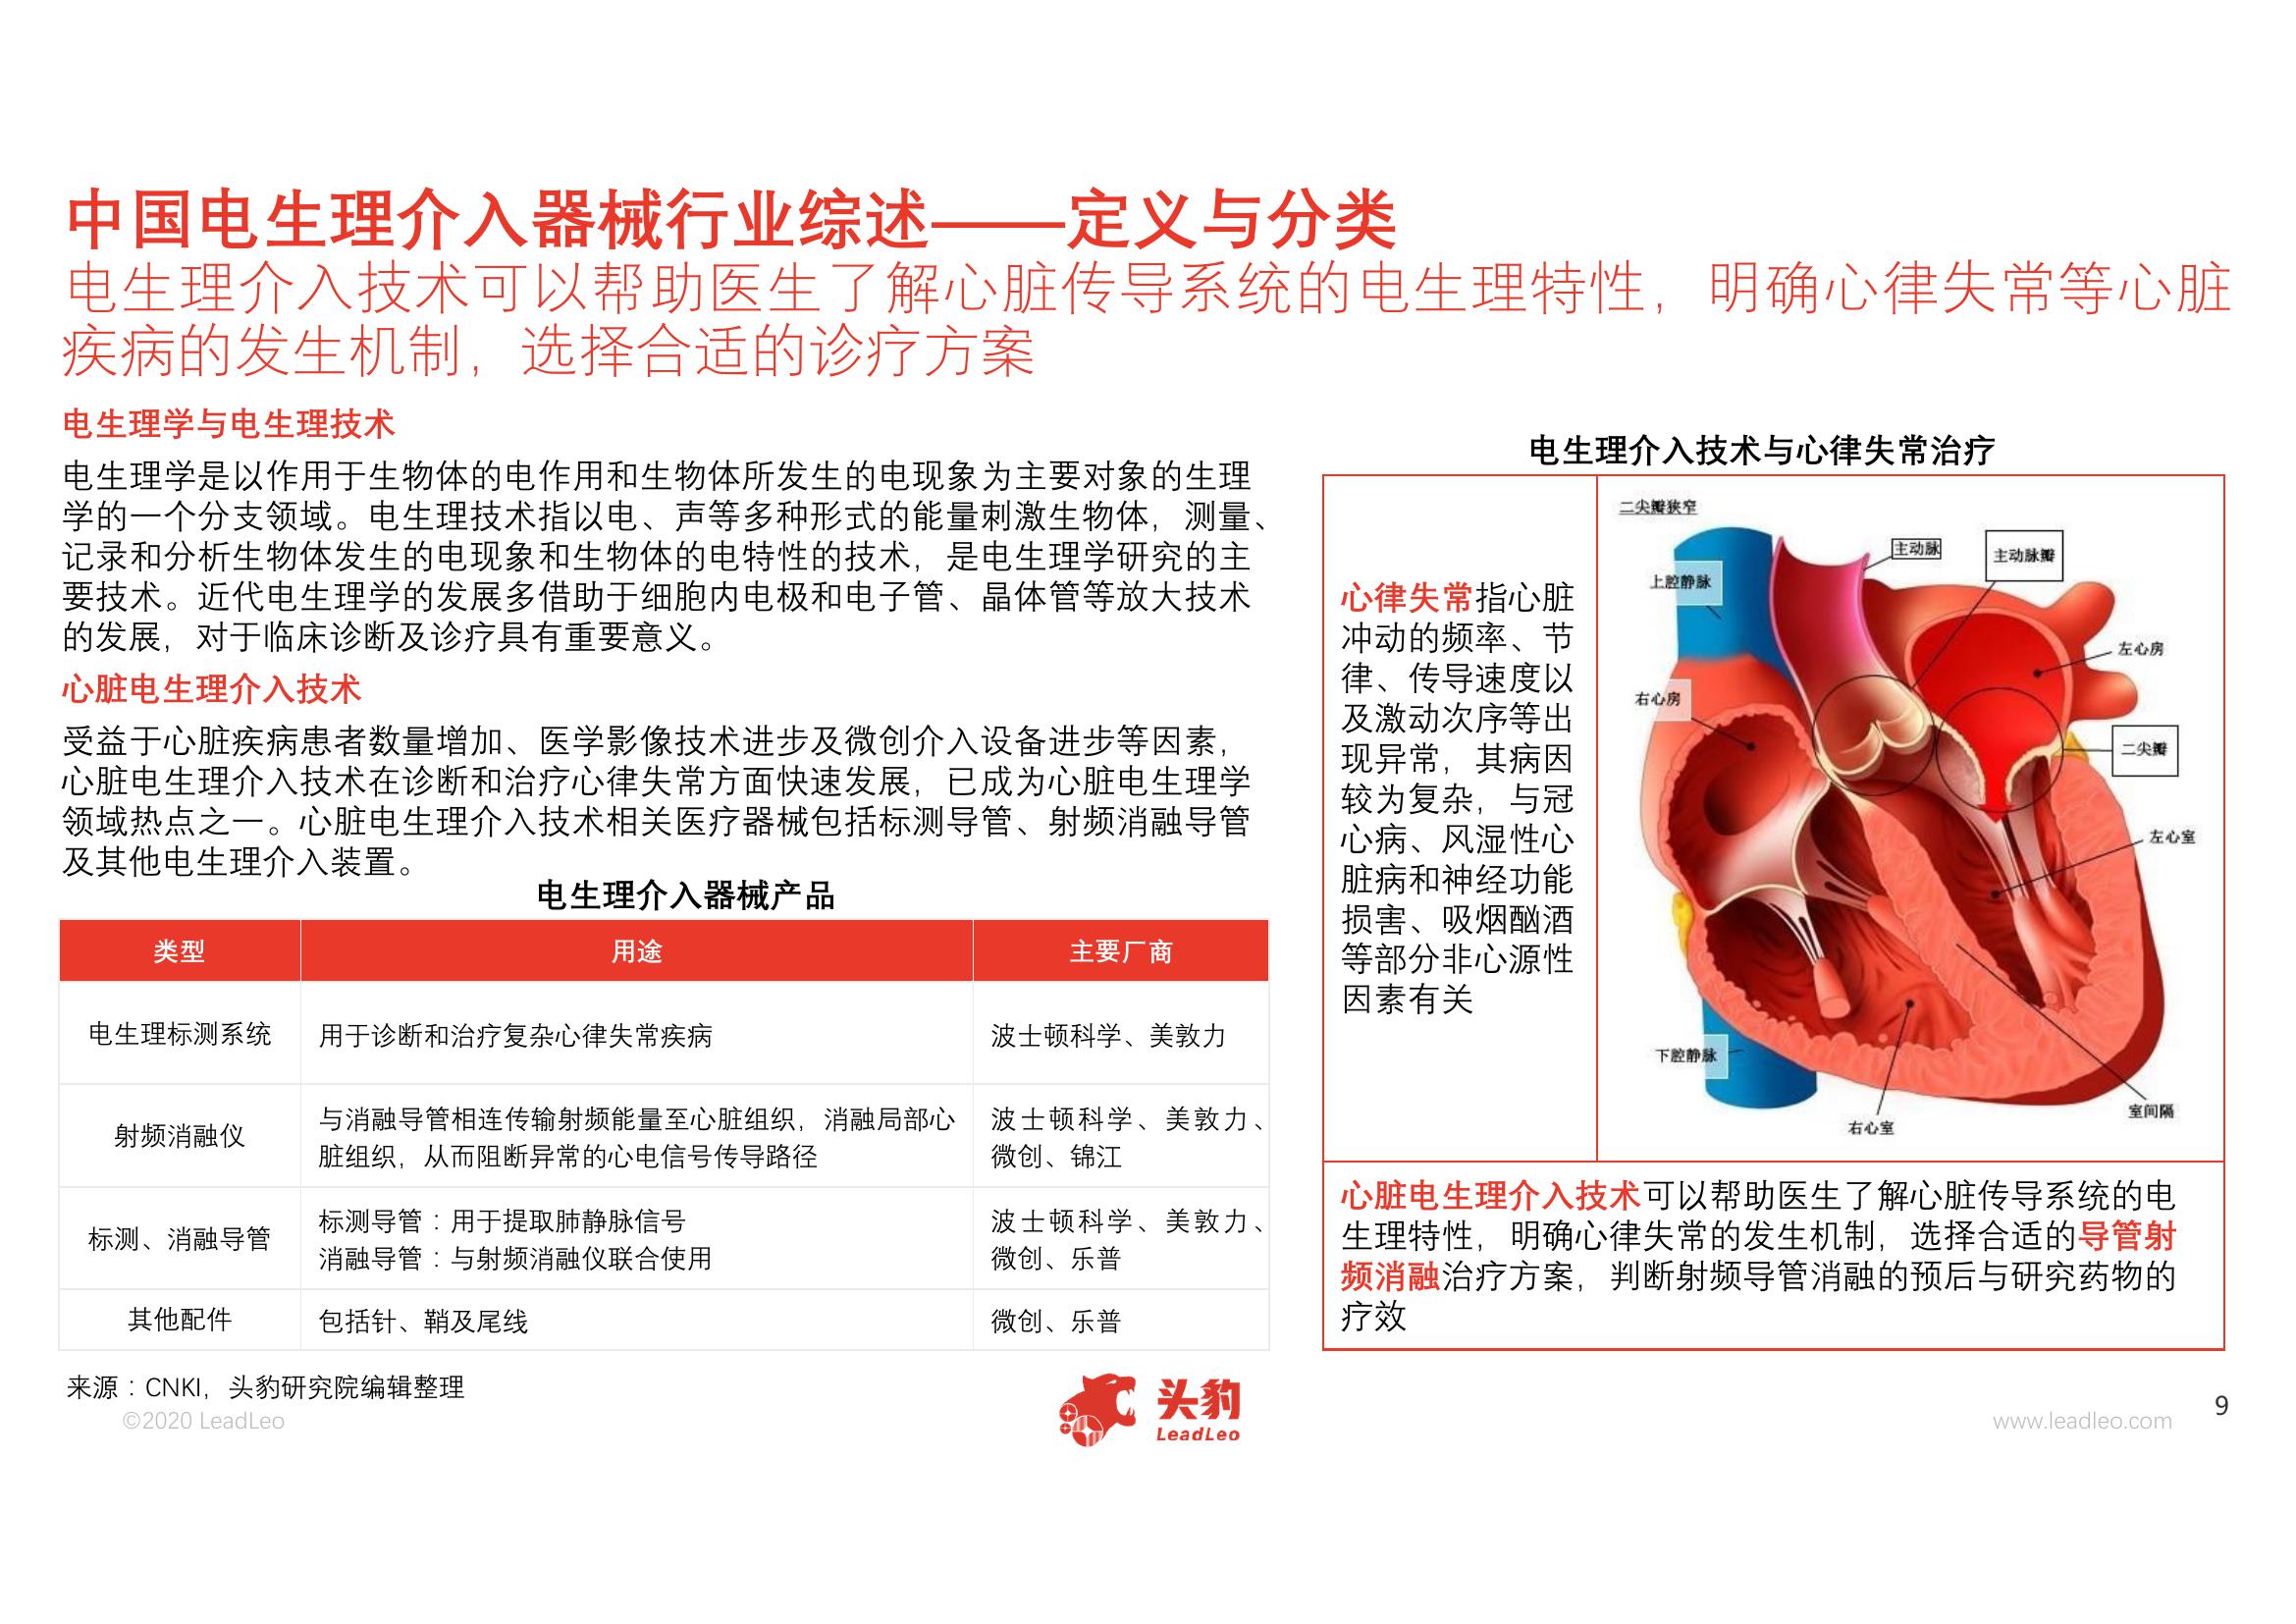 中国电生理介入器械行业综述——定义与分类
电生理介入技术可以帮助医生了解心脏传导系统的电生理特性，明确心律失常等心脏
疾病的发生机制，选择合适的诊疗方案
电生理学与电生理技术
电生理学是以作用于生物体的电作用和生物体所发生的电现象为主要对象的生理
学的一个分支领域。电生理技术指以电、声等多种形式的能量刺激生物体，测量、
记录和分析生物体发生的电现象和生物体的电特性的技术，是电生理学研究的主
要技术。近代电生理学的发展多借助于细胞内电极和电子管、晶体管等放大技术
的发展，对于临床诊断及诊疗具有重要意义。
心脏电生理介入技术
受益于心脏疾病患者数量增加、医学影像技术进步及微创介入设备进步等因素，
心脏电生理介入技术在诊断和治疗心律失常方面快速发展，已成为心脏电生理学
领域热点之一。心脏电生理介入技术相关医疗器械包括标测导管、射频消融导管
及其他电生理介入装置。
电生理介入器械产品
类型 用途 主要厂商
电生理标测系统 用于诊断和治疗复杂心律失常疾病 波士顿科学、美敦力
射频消融仪
与消融导管相连传输射频能量至心脏组织，消融局部心
脏组织，从而阻断异常的心电信号传导路径
波士顿科学、美敦力、
微创、锦江
标测、消融导管
标测导管：用于提取肺静脉信号
消融导管：与射频消融仪联合使用
波士顿科学、美敦力、
微创、乐普
其他配件 包括针、鞘及尾线 微创、乐普
电生理介入技术与心律失常治疗
心律失常指心脏
冲动的频率、节
律、传导速度以
及激动次序等出
现异常，其病因
较为复杂，与冠
心病、风湿性心
脏病和神经功能
损害、吸烟酗酒
等部分非心源性
因素有关
二尖瓣狭窄
主动脉
主动脉瓣
上腔静脉
左心房
右心房
二尖瓣
左心室
下腔静脉
室间隔
右心室
心脏电生理介入技术可以帮助医生了解心脏传导系统的电
生理特性，明确心律失常的发生机制，选择合适的导管射
频消融治疗方案，判断射频导管消融的预后与研究药物的
疗效
来源：CNKI，头豹研究院编辑整理
©2020 LeadLeo
头豹
LeadLeo
www.leadleo.com
9